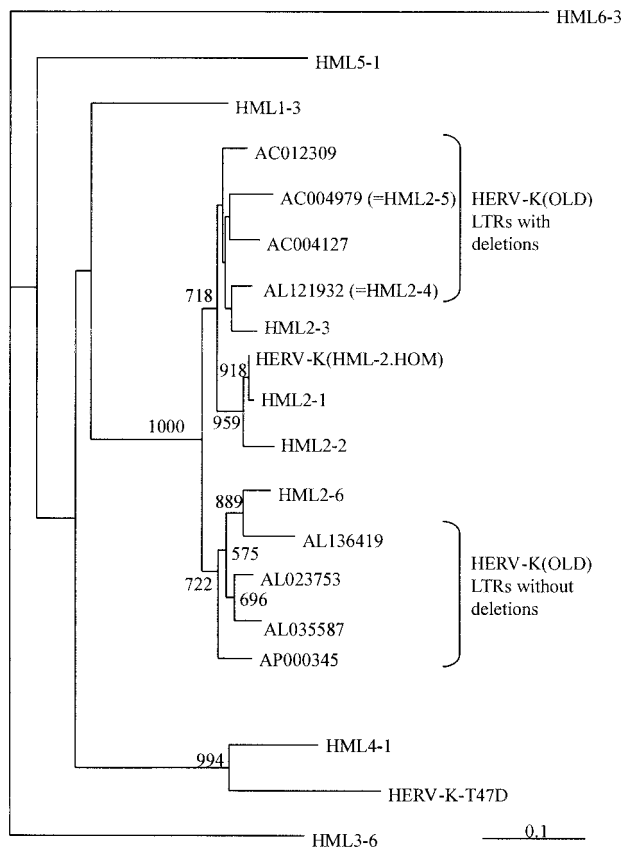 HML6-3
HML5-1
HML1-3
AC012309
AC004979 (=HML2-5)
HERV-K(OLD)
LTRs with
deletions
AC004127
718
AL121932 (=HML2-4)
HML2-3
HERV-K(HML-2.HOM)
918
HML2-1
959
1000
HML2-2
HML2-6
889
AL136419
575
HERV-K(OLD)
LTRs without
deletions
722
AL023753
696
AL035587
AP000345
HML4-1
994
HERV-K-T47D
HML3-6
0.1